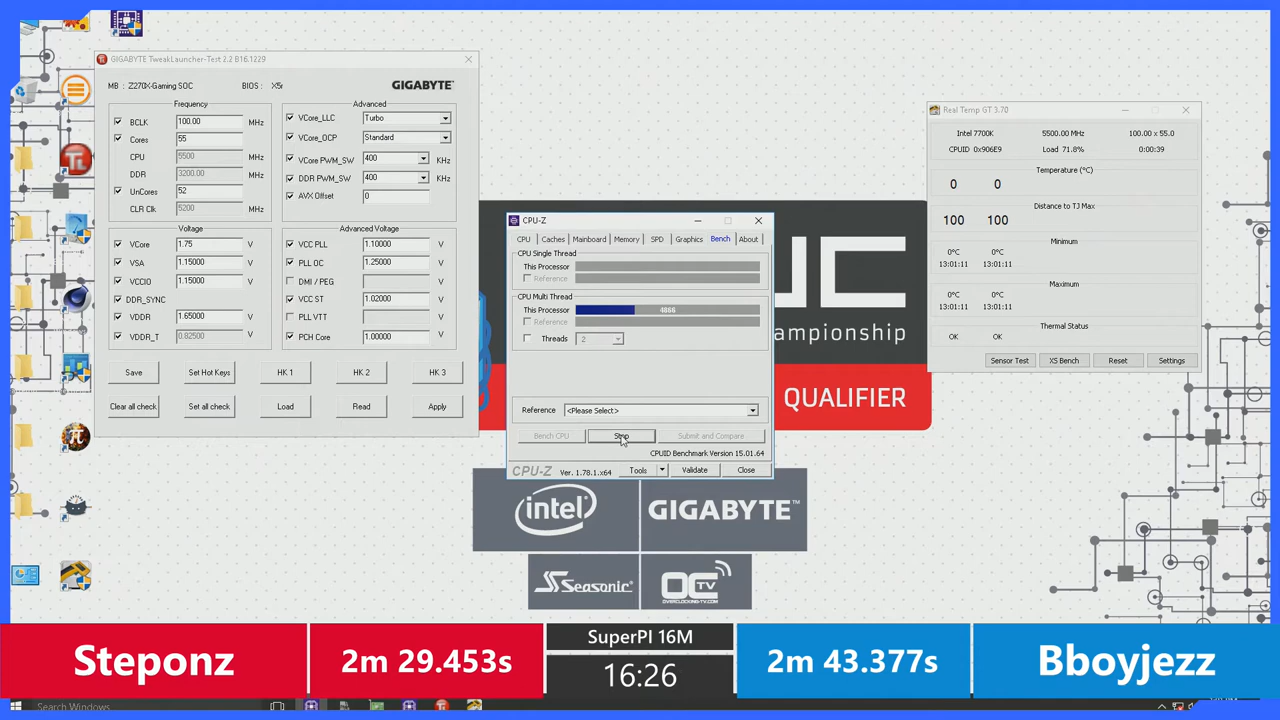 GIGABYTE TweakLauncher-Test 2.2 B16.1229
MB : Z270X-Gaming SOC
BIOS : X5r
GIGABYTE™
Frequency
BCLK 100.00 MHz
Cores 55
CPU 5500 MHz
DDR 3200.00 MHz
UnCores 52
CLR Clk 5200 MHz
Advanced
VCore_LLC Turbo
VCore_OCP Standard
VCore PWM_SW 400 KHz
DDR PWM_SW 400 KHz
AVX Offset 0
Voltage
VCore 1.75 V
VSA 1.15000 V
VCCIO 1.15000 V
DDR_SYNC
VDDR 1.65000 V
VDDR_T 0.82500 V
Advanced Voltage
VCC PLL 1.10000 V
PLL OC 1.25000 V
DMI / PEG V
VCC ST 1.02000 V
PLL VTT V
PCH Core 1.00000 V
Save Set Hot Keys HK 1 HK 2 HK 3
Clear all check Set all check Load Read Apply
CPU-Z
CPU Caches Mainboard Memory SPD Graphics Bench About
CPU Single Thread
This Processor
Reference
CPU Multi Thread
This Processor 4866
Reference
Threads 2
Reference <Please Select>
Bench CPU Stop Submit and Compare
CPUID Benchmark Version 15.01.64
CPU-Z Ver. 1.78.1.x64 Tools Validate Close
Real Temp GT 3.70
Intel 7700K 5500.00 MHz 100.00 x 55.0
CPUID 0x906E9 Load 71.8% 0:00:39
Temperature (°C)
0 0
Distance to TJ Max
100 100
Minimum
0°C 0°C
13:01:11 13:01:11
Maximum
0°C 0°C
13:01:11 13:01:11
Thermal Status
OK OK
Sensor Test XS Bench Reset Settings
ampionship
QUALIFIER
intel
GIGABYTE™
Seasonic
OCTV
OVERCLOCKING-TV.COM
Steponz
2m 29.453s
SuperPI 16M
16:26
2m 43.377s
Bboyjezz
Search Windows